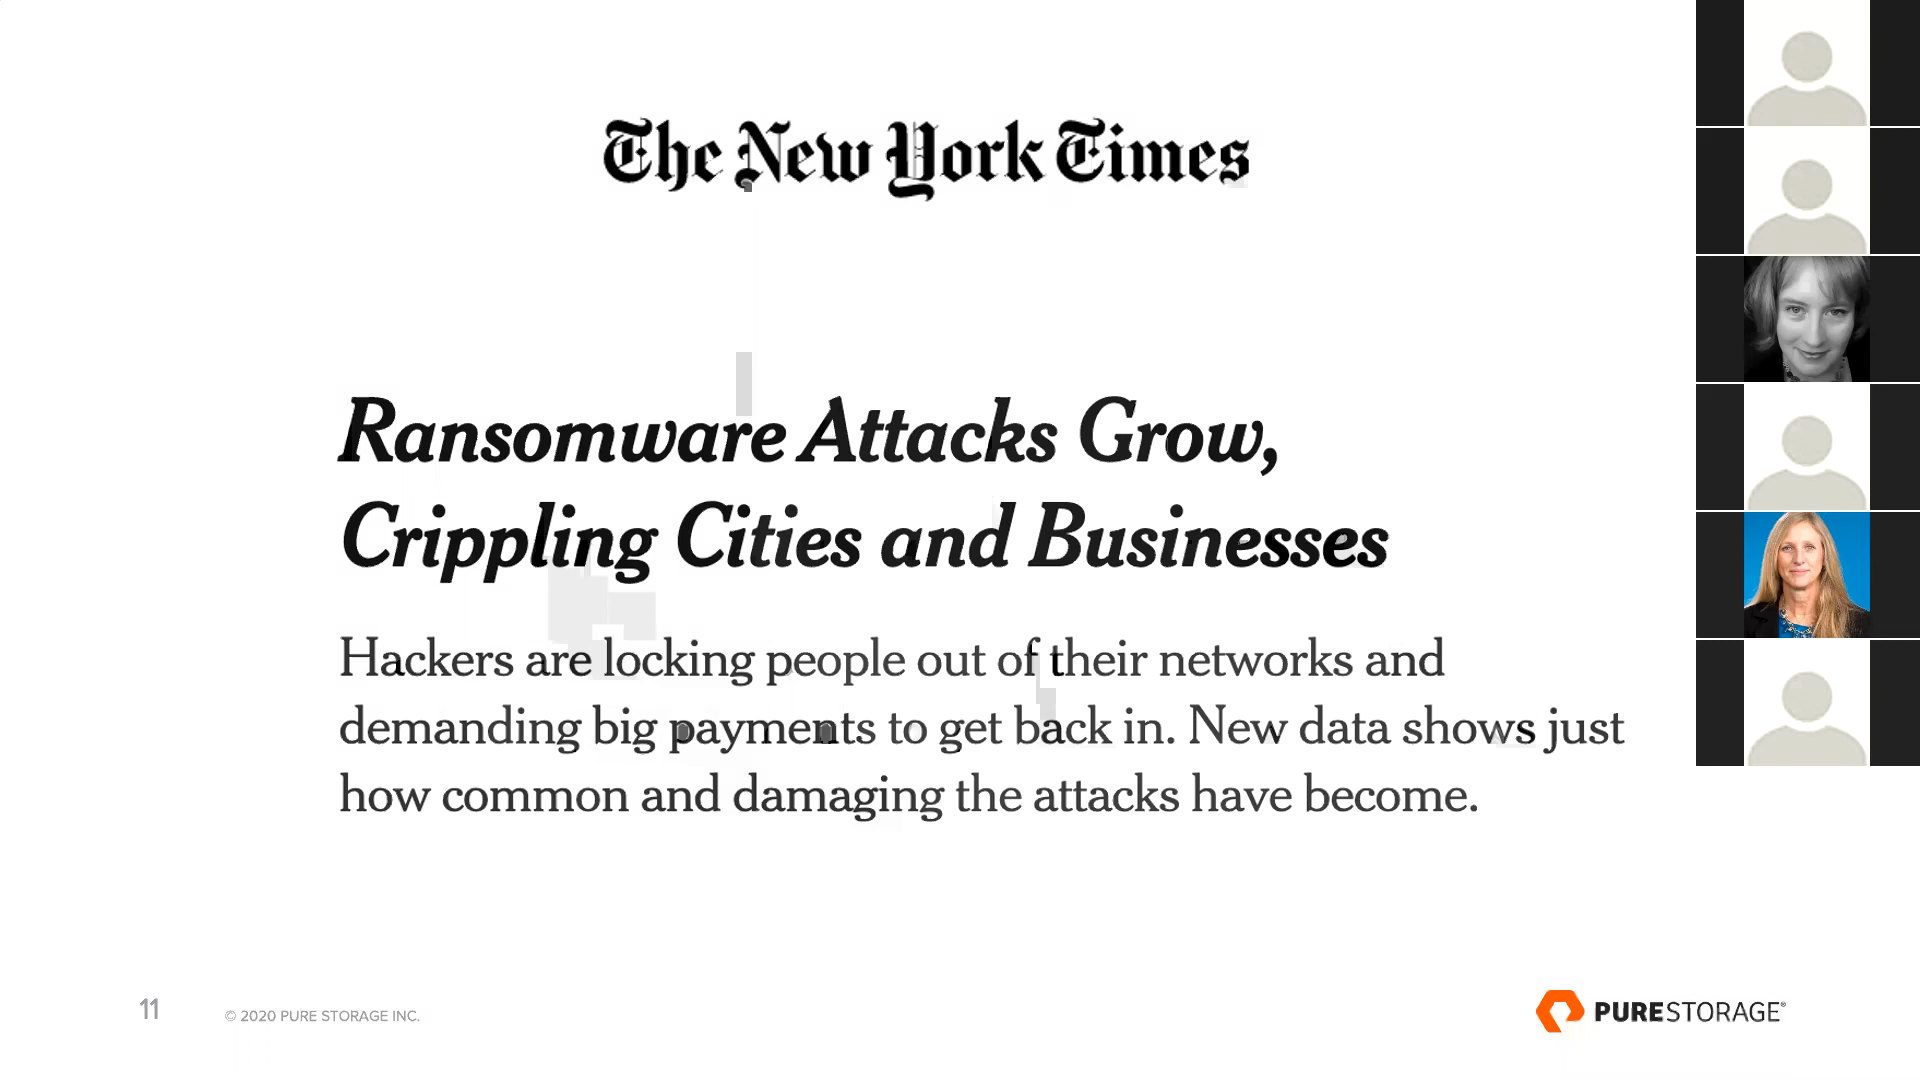 The New York Times
Ransomware Attacks Grow,
Crippling Cities and Businesses
Hackers are locking people out of their networks and
demanding big payments to get back in. New data shows just
how common and damaging the attacks have become.
11
© 2020 PURE STORAGE INC.
PURESTORAGE®